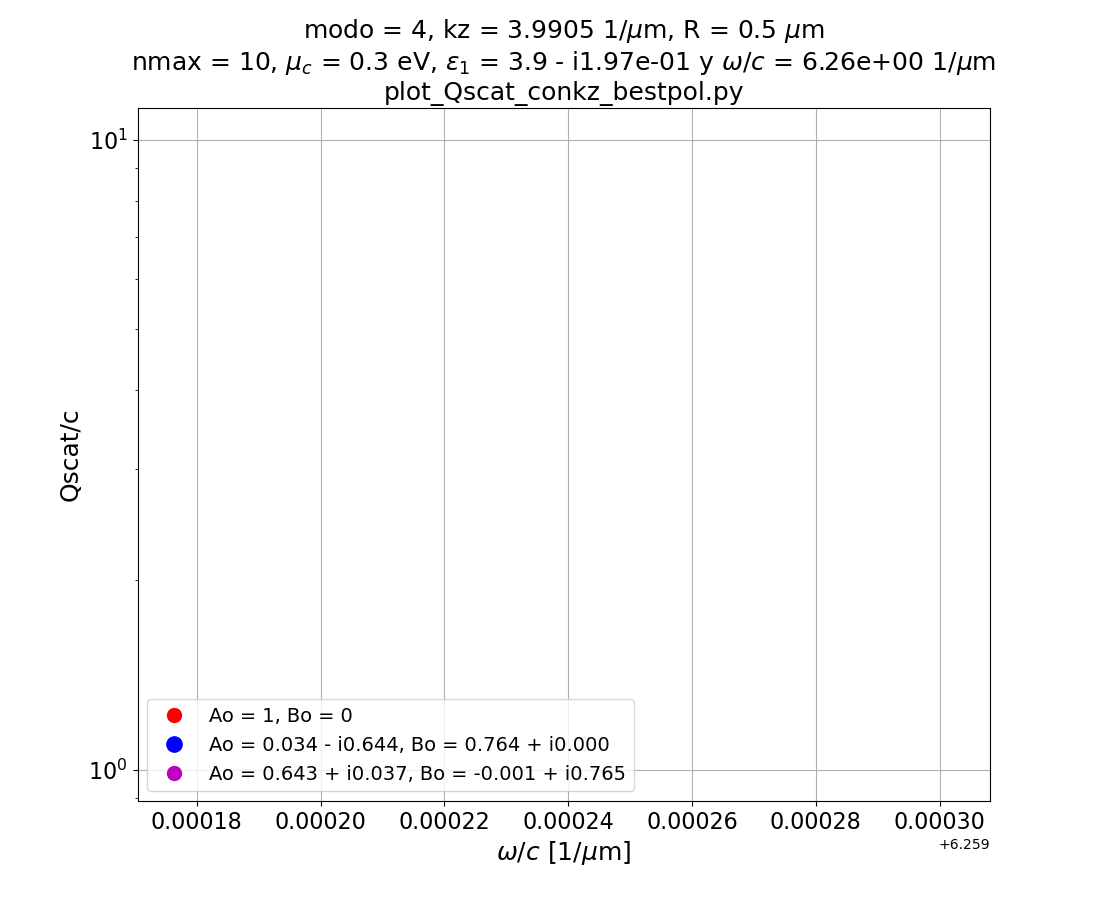 modo = 4, kz = 3.9905 1/μm, R = 0.5 μm
nmax = 10, μ_c = 0.3 eV, ε_1 = 3.9 - i1.97e-01 y ω/c = 6.26e+00 1/μm
plot_Qscat_conkz_bestpol.py
10^1
Qscat/c
Ao = 1, Bo = 0
Ao = 0.034 - i0.644, Bo = 0.764 + i0.000
10^0
Ao = 0.643 + i0.037, Bo = -0.001 + i0.765
0.00018 0.00020 0.00022 0.00024 0.00026 0.00028 0.00030
+6.259
ω/c [1/μm]